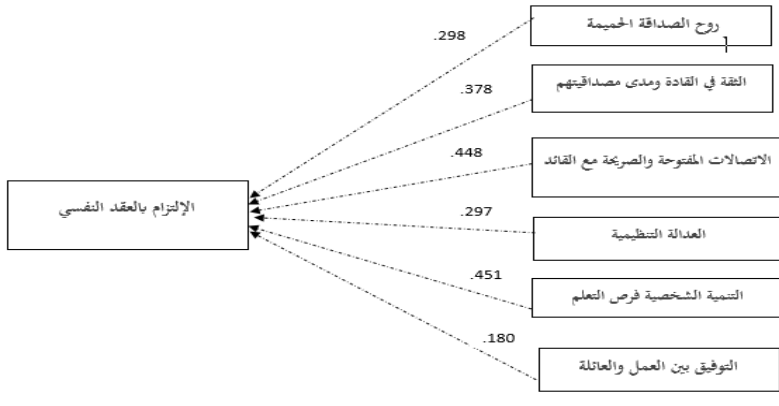 روح الصداقة الحميمة
.298
الثقة في القادة ومدى مصداقيتهم
.378
الاتصالات المفتوحة والصريحة مع القائد
.448
الإلتزام بالعقد النفسي
العدالة التنظيمية
.297
التنمية الشخصية فرص التعلم
.451
التوفيق بين العمل والعائلة
.180